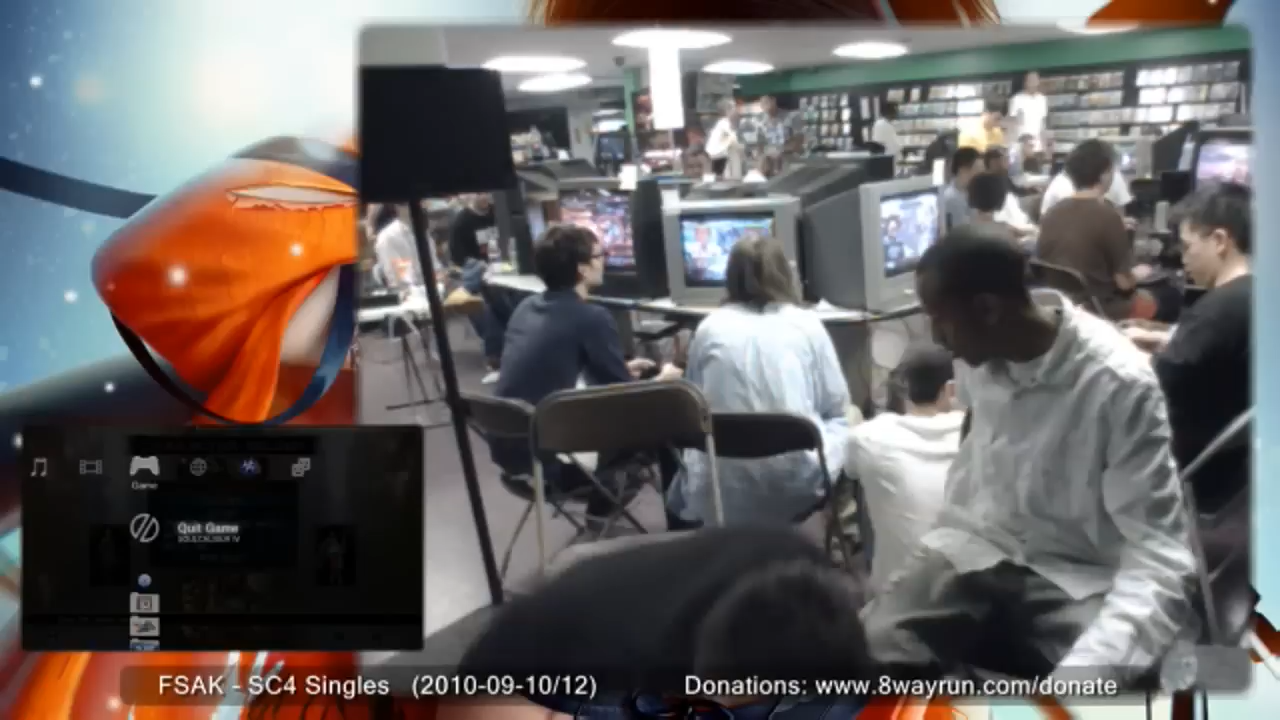 Game
Quit Game
SOULCALIBUR IV
FSAK - SC4 Singles (2010-09-10/12)
Donations: www.8wayrun.com/donate